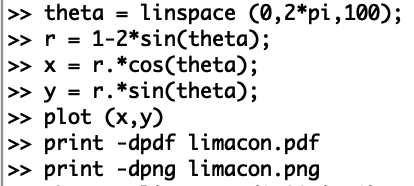 >> theta = linspace (0,2*pi,100);
>> r = 1-2*sin(theta);
>> x = r.*cos(theta);
>> y = r.*sin(theta);
>> plot (x,y)
>> print -dpdf limacon.pdf
>> print -dpng limacon.png